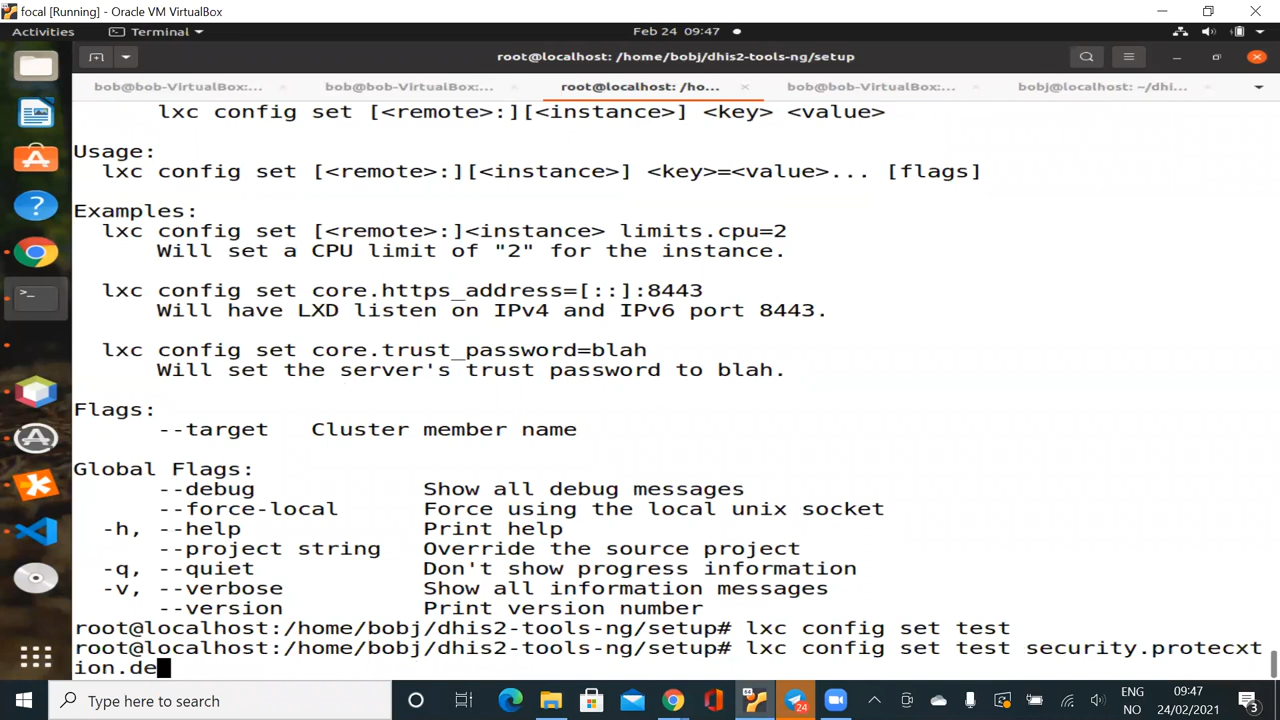 focal [Running] - Oracle VM VirtualBox
Activities Terminal Feb 24 09:47
root@localhost: /home/bobj/dhis2-tools-ng/setup
bob@bob-VirtualBox:... bob@bob-VirtualBox:... root@localhost: /ho... bob@bob-VirtualBox:... bobj@localhost: ~/dhi...
lxc config set [<remote>:][<instance>] <key> <value>
Usage:
lxc config set [<remote>:][<instance>] <key>=<value>... [flags]
Examples:
lxc config set [<remote>:]<instance> limits.cpu=2
Will set a CPU limit of "2" for the instance.
lxc config set core.https_address=[::]:8443
Will have LXD listen on IPv4 and IPv6 port 8443.
lxc config set core.trust_password=blah
Will set the server's trust password to blah.
Flags:
--target Cluster member name
Global Flags:
--debug Show all debug messages
--force-local Force using the local unix socket
-h, --help Print help
--project string Override the source project
-q, --quiet Don't show progress information
-v, --verbose Show all information messages
--version Print version number
root@localhost:/home/bobj/dhis2-tools-ng/setup# lxc config set test
root@localhost:/home/bobj/dhis2-tools-ng/setup# lxc config set test security.protecxt
ion.de
Type here to search
24
ENG
NO
09:47
24/02/2021
3